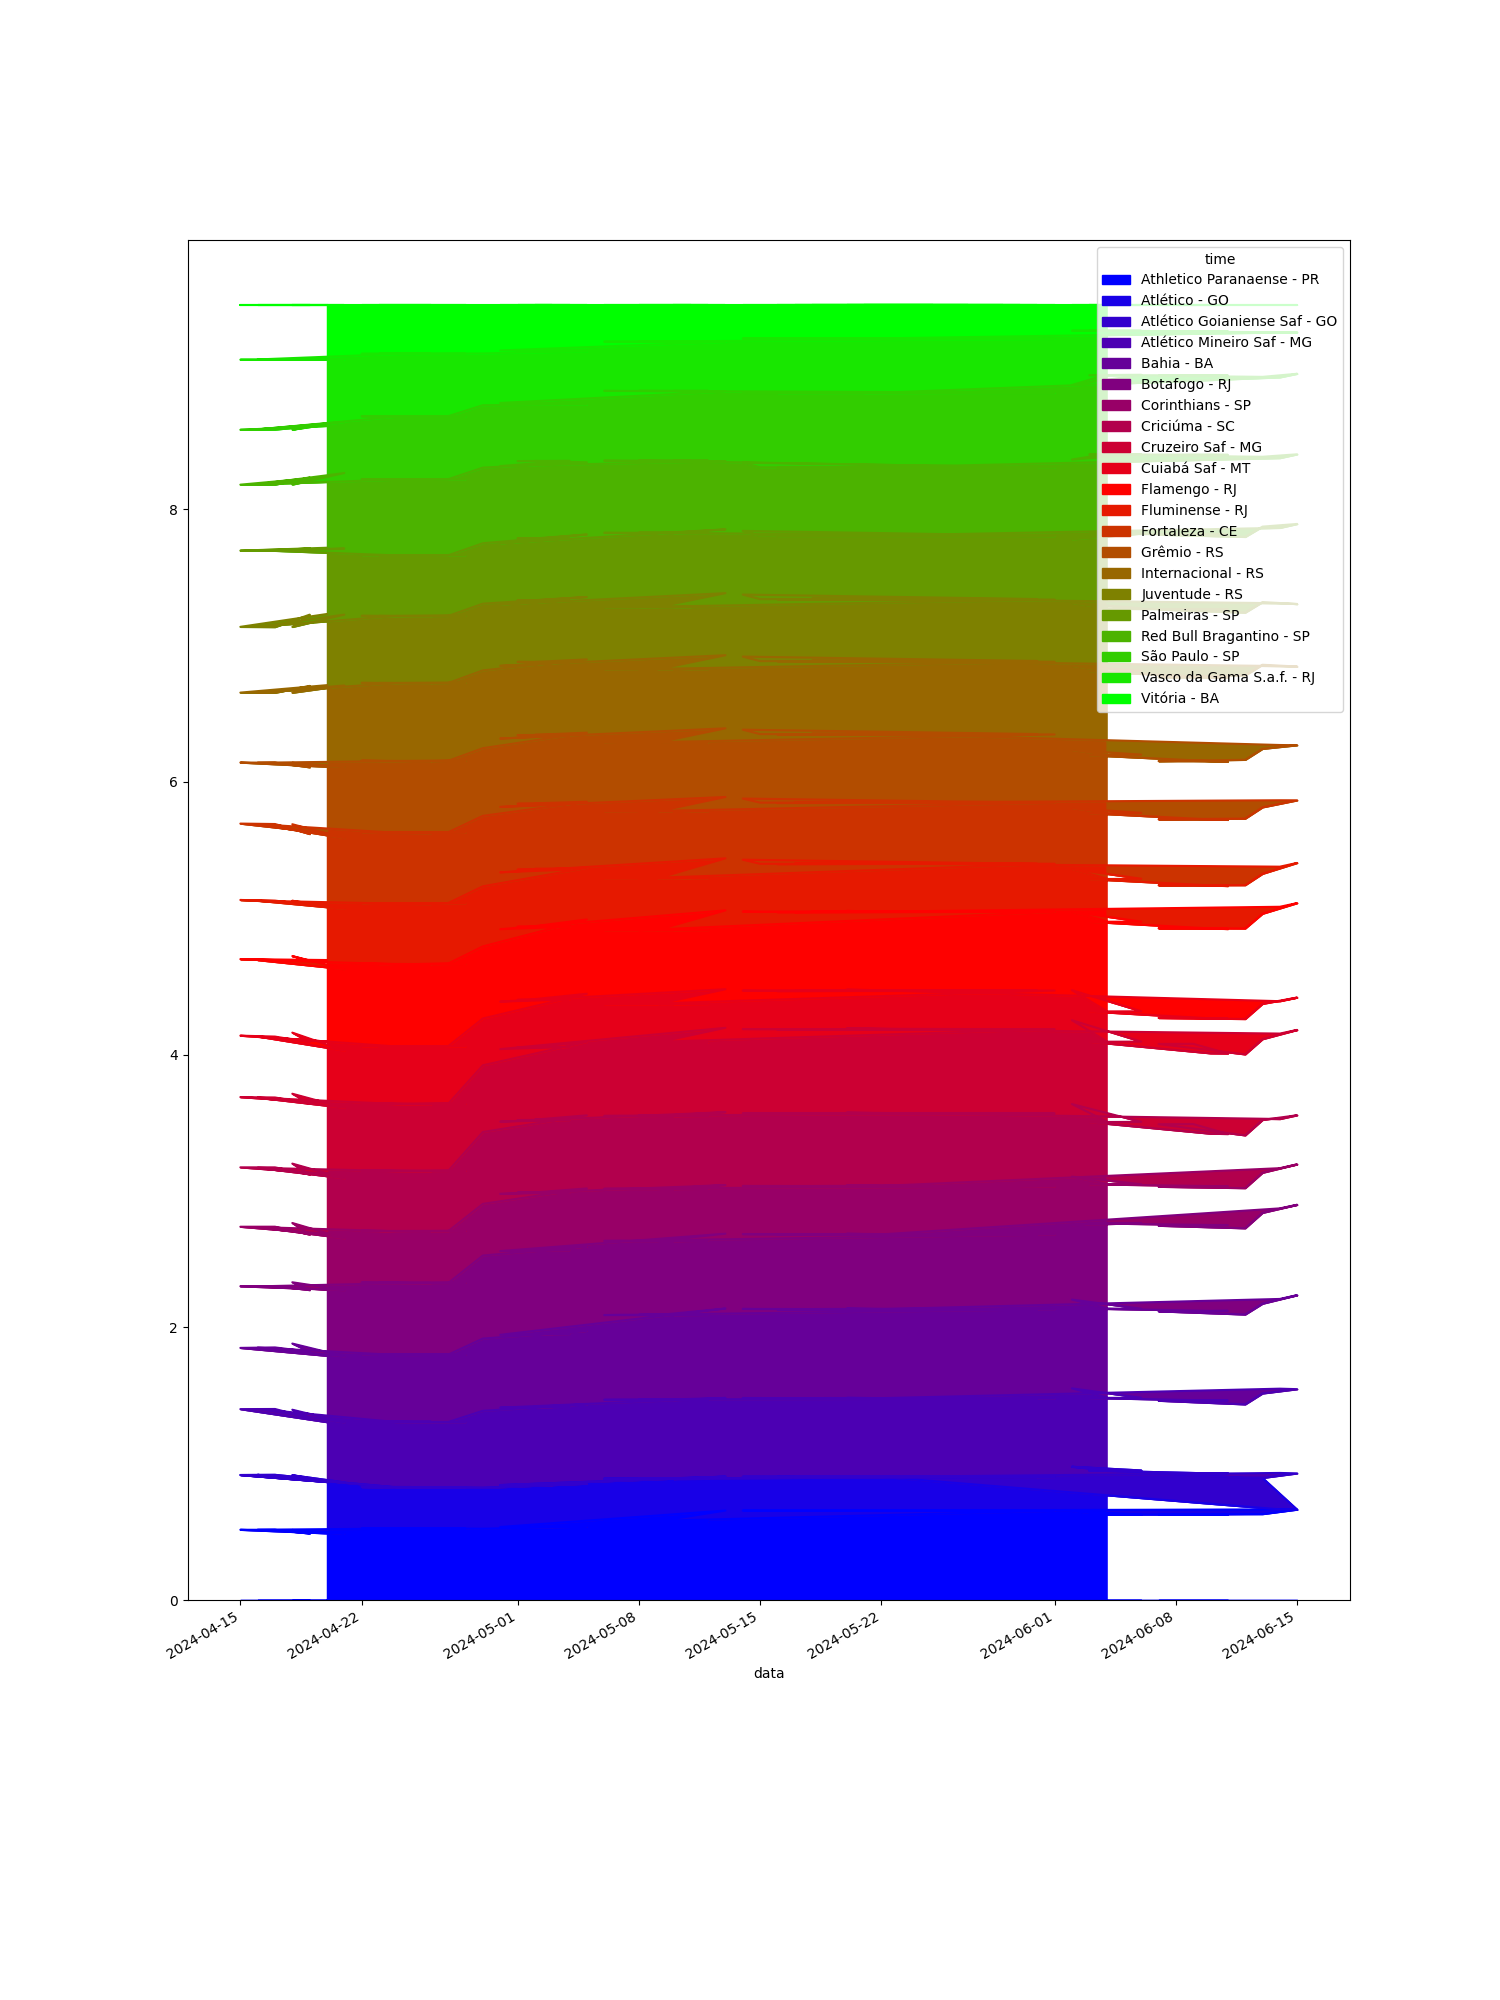 time
Athletico Paranaense - PR
Atlético - GO
Atlético Goianiense Saf - GO
Atlético Mineiro Saf - MG
Bahia - BA
Botafogo - RJ
Corinthians - SP
Criciúma - SC
Cruzeiro Saf - MG
Cuiabá Saf - MT
Flamengo - RJ
Fluminense - RJ
Fortaleza - CE
Grêmio - RS
Internacional - RS
Juventude - RS
Palmeiras - SP
Red Bull Bragantino - SP
São Paulo - SP
Vasco da Gama S.a.f. - RJ
Vitória - BA
8
6
4
2
0
2024-04-15
2024-04-22
2024-05-01
2024-05-08
2024-05-15
2024-05-22
2024-06-01
2024-06-08
2024-06-15
data